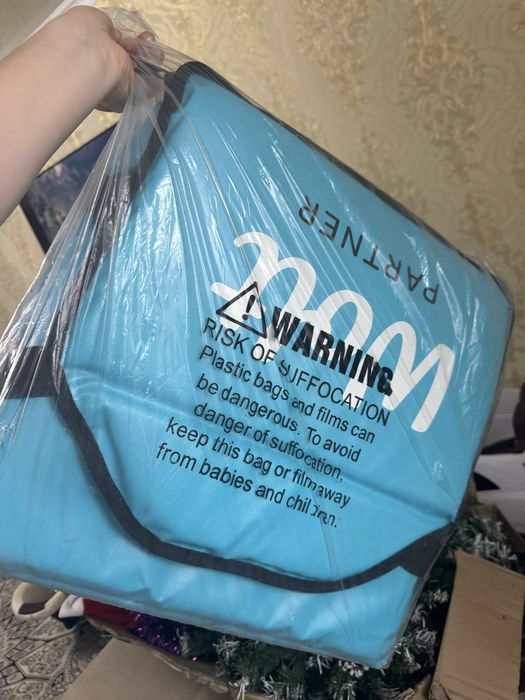 PARTNER
Wolt
WARNING
RISK OF SUFFOCATION
Plastic bags and films can
be dangerous. To avoid
danger of suffocation,
keep this bag or film away
from babies and children.